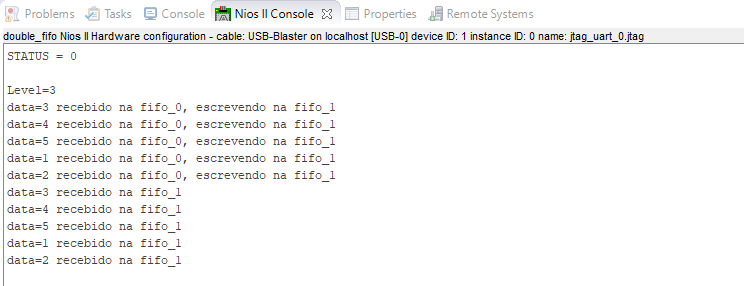 Problems Tasks Console Nios II Console Properties Remote Systems
double_fifo Nios II Hardware configuration - cable: USB-Blaster on localhost [USB-0] device ID: 1 instance ID: 0 name: jtag_uart_0.jtag
STATUS = 0
Level=3
data=3 recebido na fifo_0, escrevendo na fifo_1
data=4 recebido na fifo_0, escrevendo na fifo_1
data=5 recebido na fifo_0, escrevendo na fifo_1
data=1 recebido na fifo_0, escrevendo na fifo_1
data=2 recebido na fifo_0, escrevendo na fifo_1
data=3 recebido na fifo_1
data=4 recebido na fifo_1
data=5 recebido na fifo_1
data=1 recebido na fifo_1
data=2 recebido na fifo_1